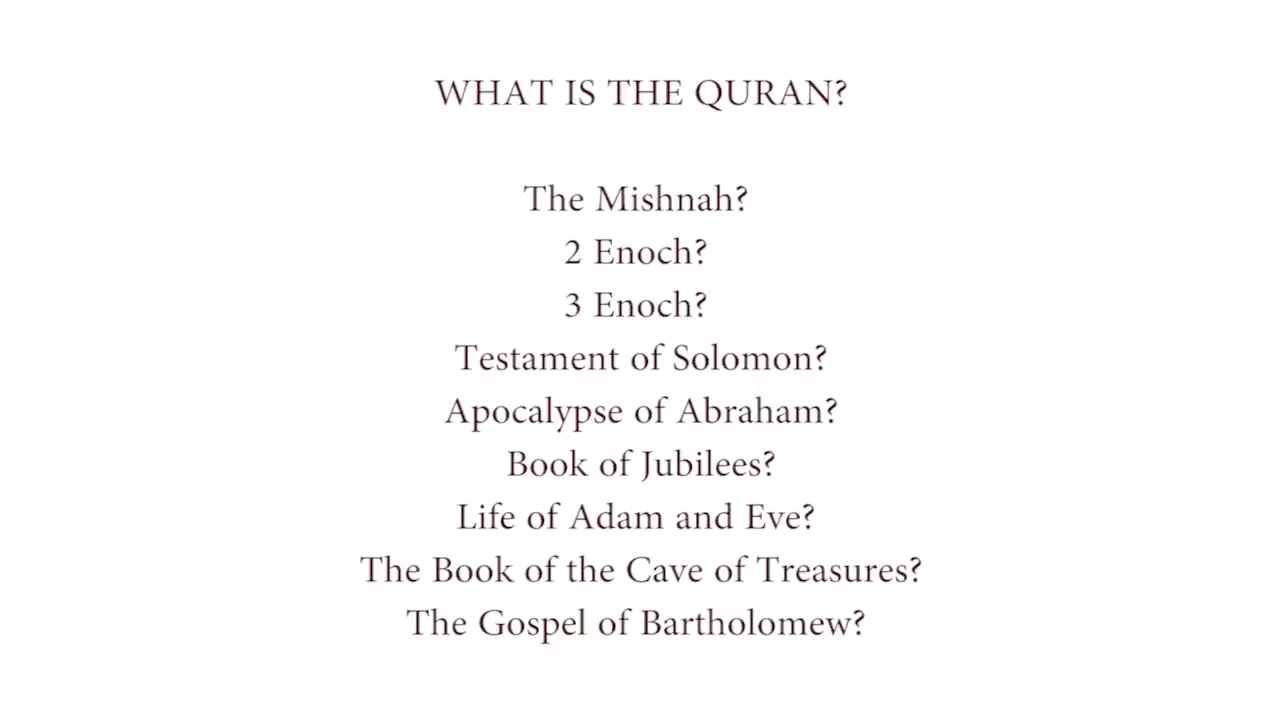 WHAT IS THE QURAN?
The Mishnah?
2 Enoch?
3 Enoch?
Testament of Solomon?
Apocalypse of Abraham?
Book of Jubilees?
Life of Adam and Eve?
The Book of the Cave of Treasures?
The Gospel of Bartholomew?